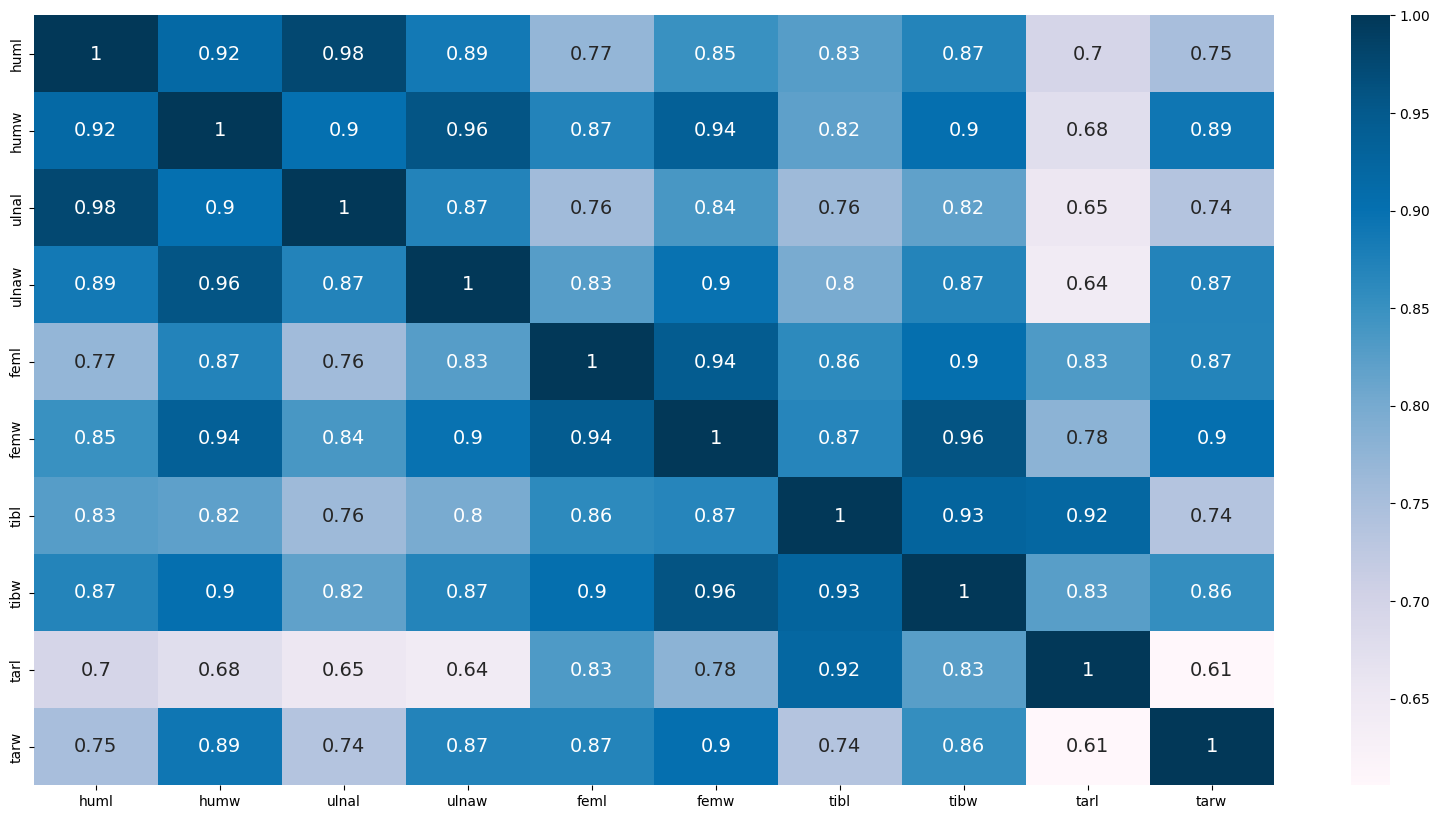 huml 1 0.92 0.98 0.89 0.77 0.85 0.83 0.87 0.7 0.75
humw 0.92 1 0.9 0.96 0.87 0.94 0.82 0.9 0.68 0.89
ulnal 0.98 0.9 1 0.87 0.76 0.84 0.76 0.82 0.65 0.74
ulnaw 0.89 0.96 0.87 1 0.83 0.9 0.8 0.87 0.64 0.87
feml 0.77 0.87 0.76 0.83 1 0.94 0.86 0.9 0.83 0.87
femw 0.85 0.94 0.84 0.9 0.94 1 0.87 0.96 0.78 0.9
tibl 0.83 0.82 0.76 0.8 0.86 0.87 1 0.93 0.92 0.74
tibw 0.87 0.9 0.82 0.87 0.9 0.96 0.93 1 0.83 0.86
tarl 0.7 0.68 0.65 0.64 0.83 0.78 0.92 0.83 1 0.61
tarw 0.75 0.89 0.74 0.87 0.87 0.9 0.74 0.86 0.61 1
huml humw ulnal ulnaw feml femw tibl tibw tarl tarw
1.00
0.95
0.90
0.85
0.80
0.75
0.70
0.65